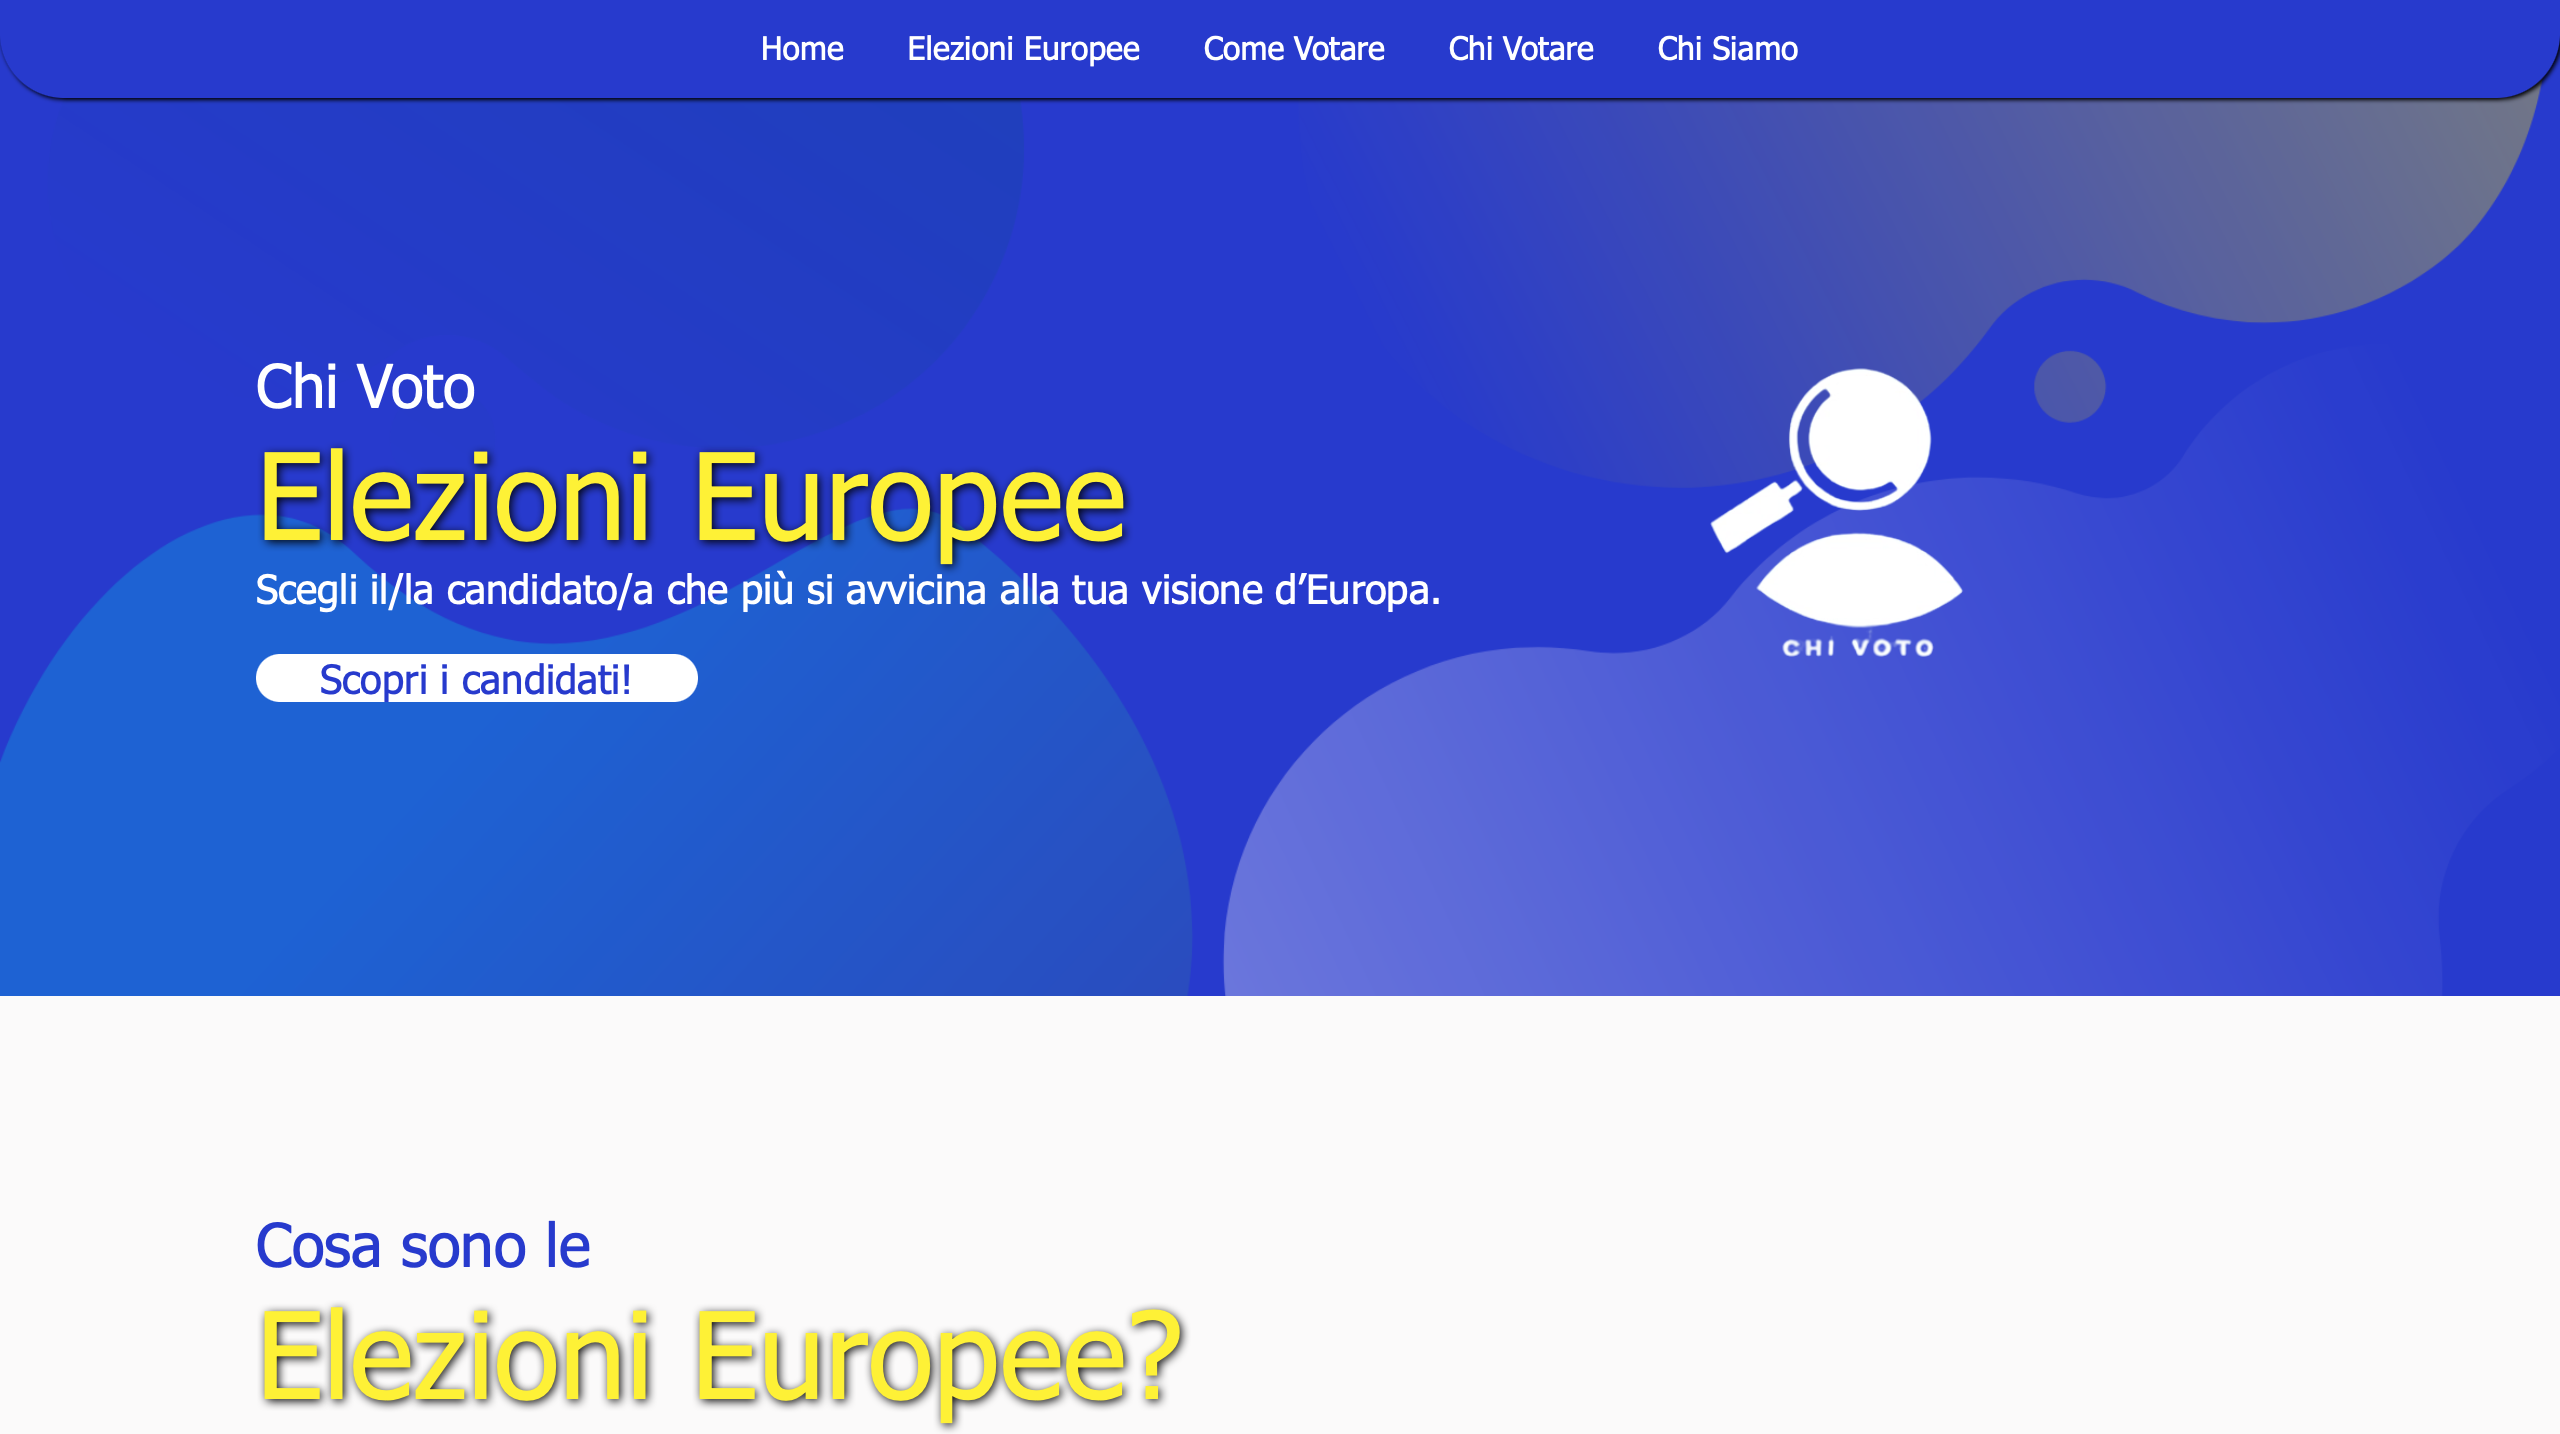 Home Elezioni Europee Come Votare Chi Votare Chi Siamo
Chi Voto
Elezioni Europee
Scegli il/la candidato/a che più si avvicina alla tua visione d’Europa.
Scopri i candidati!
CHI VOTO
Cosa sono le
Elezioni Europee?